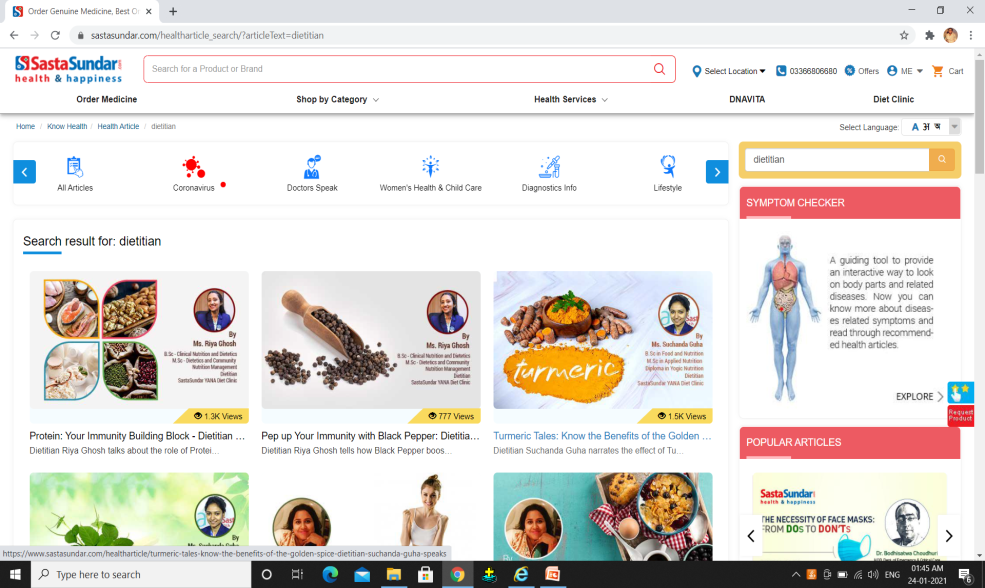 Order Genuine Medicine, Best O
sastasundar.com/healtharticle_search/?articleText=dietitian
SastaSundar.com
health & happiness
Search for a Product or Brand
Select Location
03366806680
Offers
ME
Cart
Order Medicine
Shop by Category
Health Services
DNAVITA
Diet Clinic
Home / Know Health / Health Article / dietitian
Select Language: A अ অ
All Articles
Coronavirus
Doctors Speak
Women's Health & Child Care
Diagnostics Info
Lifestyle
dietitian
Search result for: dietitian
By
Ms. Riya Ghosh
B.Sc - Clinical Nutrition and Dietetics
M.Sc - Dietetics and Community
Nutrition Management
Dietitian
SastaSundar YANA Diet Clinic
1.3K Views
Protein: Your Immunity Building Block - Dietitian ...
Dietitian Riya Ghosh talks about the role of Protei...
By
Ms. Riya Ghosh
B.Sc - Clinical Nutrition and Dietetics
M.Sc - Dietetics and Community
Nutrition Management
Dietitian
SastaSundar YANA Diet Clinic
777 Views
Pep up Your Immunity with Black Pepper: Dietitia...
Dietitian Riya Ghosh tells how Black Pepper boos...
turmeric
By
Ms. Suchanda Guha
B.Sc in Food and Nutrition
M.Sc in Applied Nutrition
Diploma in Yogic Nutrition
Dietitian
SastaSundar YANA Diet Clinic
1.5K Views
Turmeric Tales: Know the Benefits of the Golden ...
Dietitian Suchanda Guha narrates the effect of Tu...
SYMPTOM CHECKER
A guiding tool to provide
an interactive way to look
on body parts and related
diseases. Now you can
know more about diseas-
es related symptoms and
read through recommend-
ed health articles.
EXPLORE
Request
Product
POPULAR ARTICLES
SastaSundar.com
health & happiness
THE NECESSITY OF FACE MASKS:
FROM DOs TO DON'Ts
Dr. Bodhisatwa Choudhuri
https://www.sastasundar.com/healtharticle/turmeric-tales-know-the-benefits-of-the-golden-spice-dietitian-suchanda-guha-speaks
Type here to search
ENG
01:45 AM
24-01-2021
6